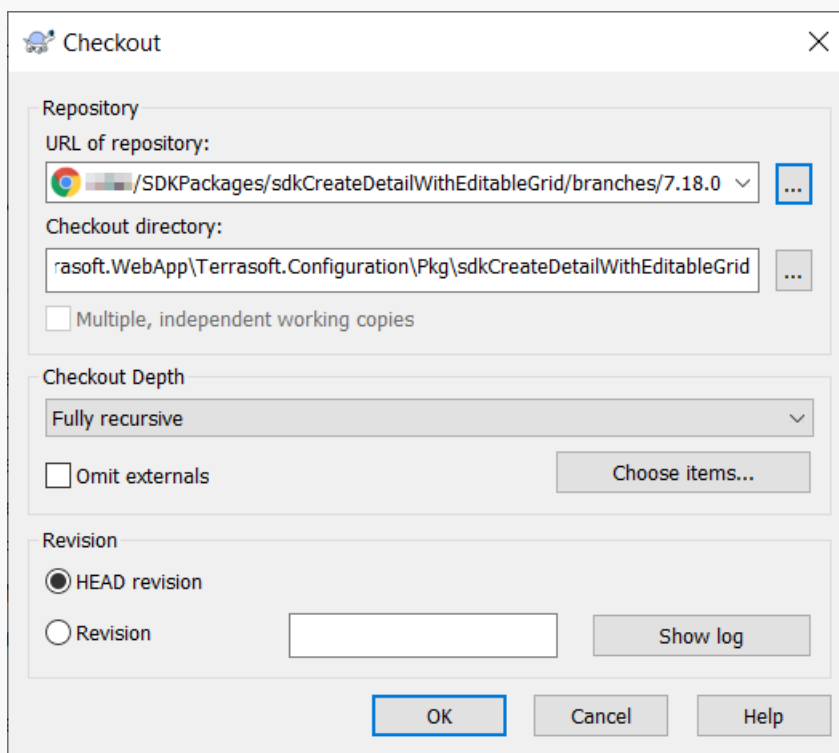 Checkout
Repository
URL of repository:
/SDKPackages/sdkCreateDetailWithEditableGrid/branches/7.18.0
...
Checkout directory:
rasoft.WebApp\Terrasoft.Configuration\Pkg\sdkCreateDetailWithEditableGrid
...
Multiple, independent working copies
Checkout Depth
Fully recursive
Omit externals
Choose items...
Revision
HEAD revision
Revision
Show log
OK
Cancel
Help